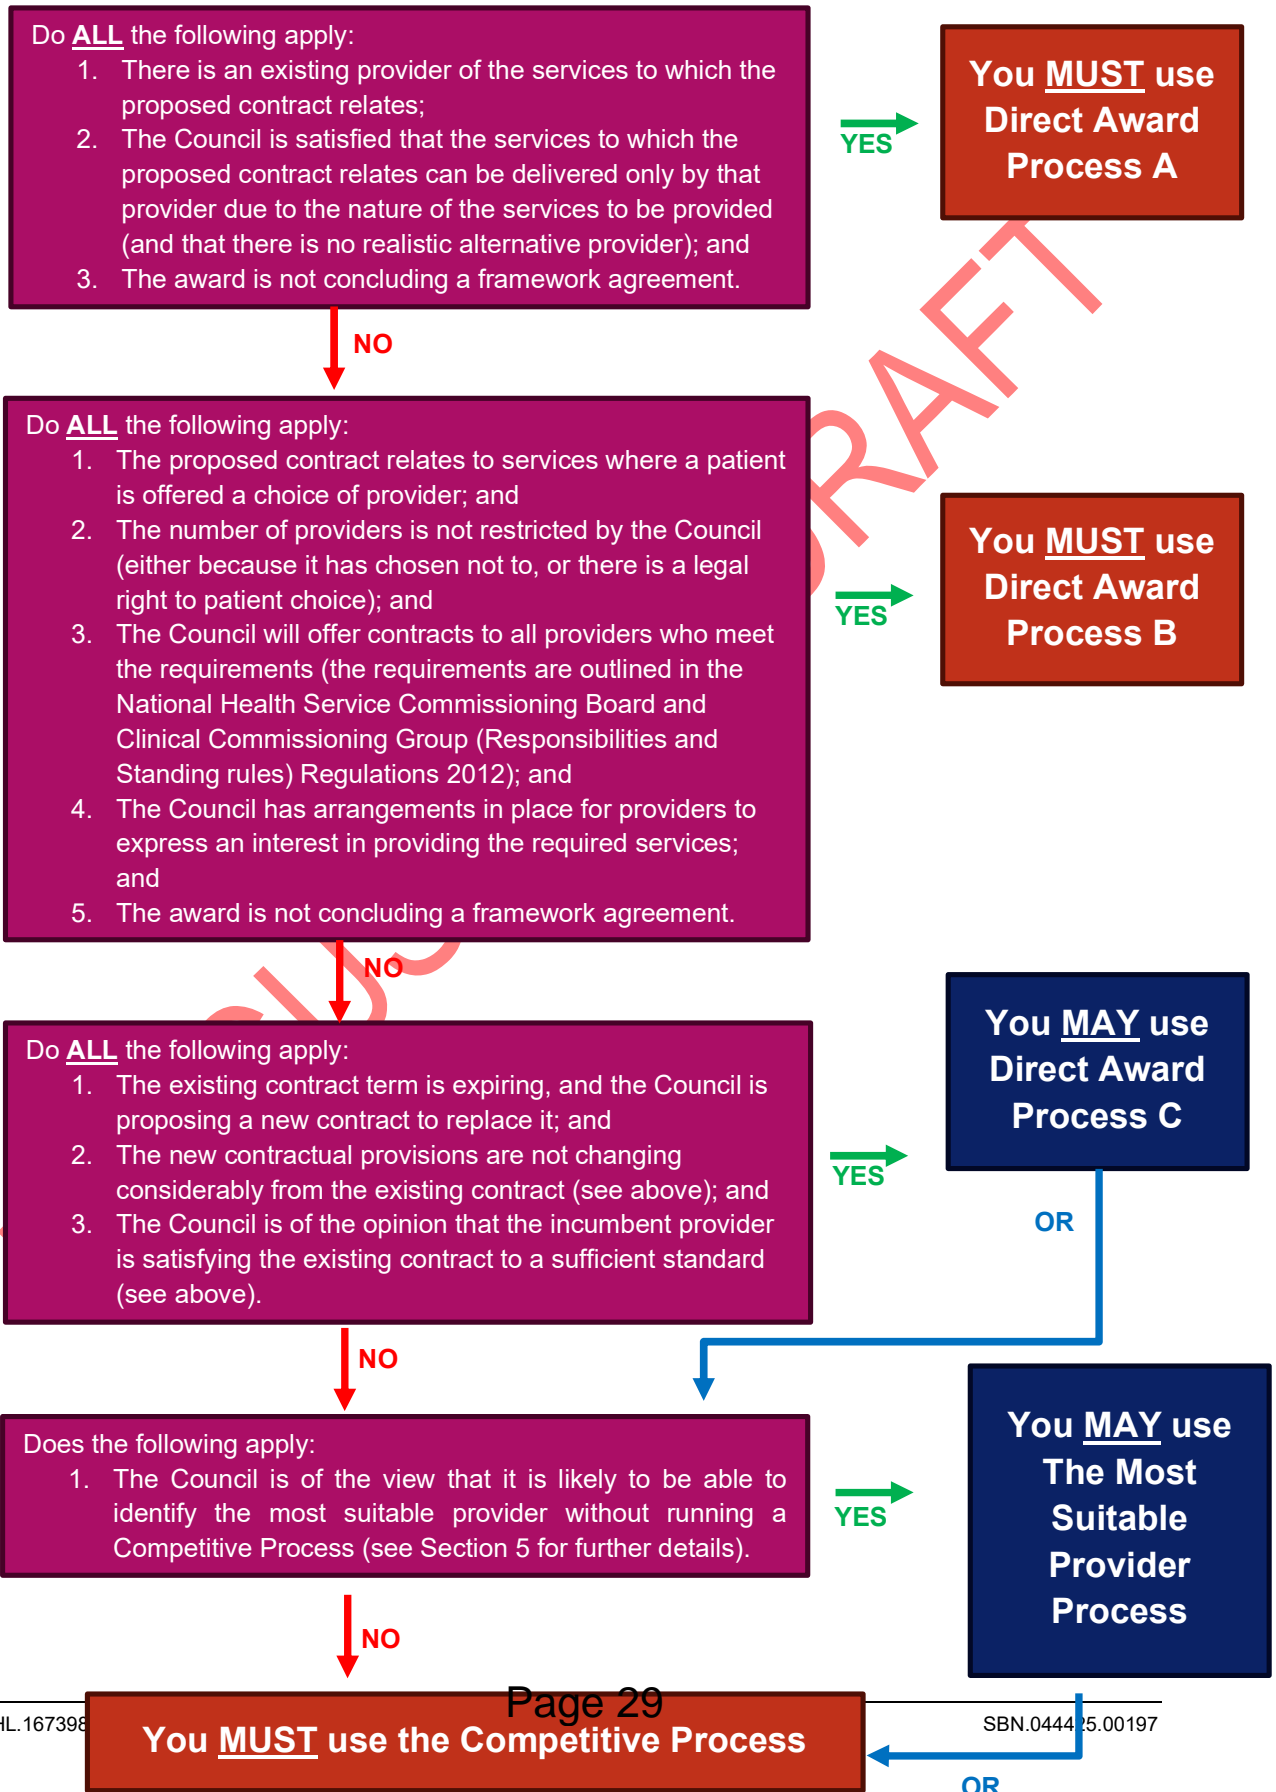 Do ALL the following apply:
1. There is an existing provider of the services to which the
proposed contract relates;
2. The Council is satisfied that the services to which the
proposed contract relates can be delivered only by that
provider due to the nature of the services to be provided
(and that there is no realistic alternative provider); and
3. The award is not concluding a framework agreement.
YES
You MUST use
Direct Award
Process A
NO
Do ALL the following apply:
1. The proposed contract relates to services where a patient
is offered a choice of provider; and
2. The number of providers is not restricted by the Council
(either because it has chosen not to, or there is a legal
right to patient choice); and
3. The Council will offer contracts to all providers who meet
the requirements (the requirements are outlined in the
National Health Service Commissioning Board and
Clinical Commissioning Group (Responsibilities and
Standing rules) Regulations 2012); and
4. The Council has arrangements in place for providers to
express an interest in providing the required services;
and
5. The award is not concluding a framework agreement.
YES
You MUST use
Direct Award
Process B
DRAFT
NO
Do ALL the following apply:
1. The existing contract term is expiring, and the Council is
proposing a new contract to replace it; and
2. The new contractual provisions are not changing
considerably from the existing contract (see above); and
3. The Council is of the opinion that the incumbent provider
is satisfying the existing contract to a sufficient standard
(see above).
YES
You MAY use
Direct Award
Process C
OR
NO
Does the following apply:
1. The Council is of the view that it is likely to be able to
identify the most suitable provider without running a
Competitive Process (see Section 5 for further details).
YES
You MAY use
The Most
Suitable
Provider
Process
NO
Page 29
HL.167398
SBN.044425.00197
You MUST use the Competitive Process
OR